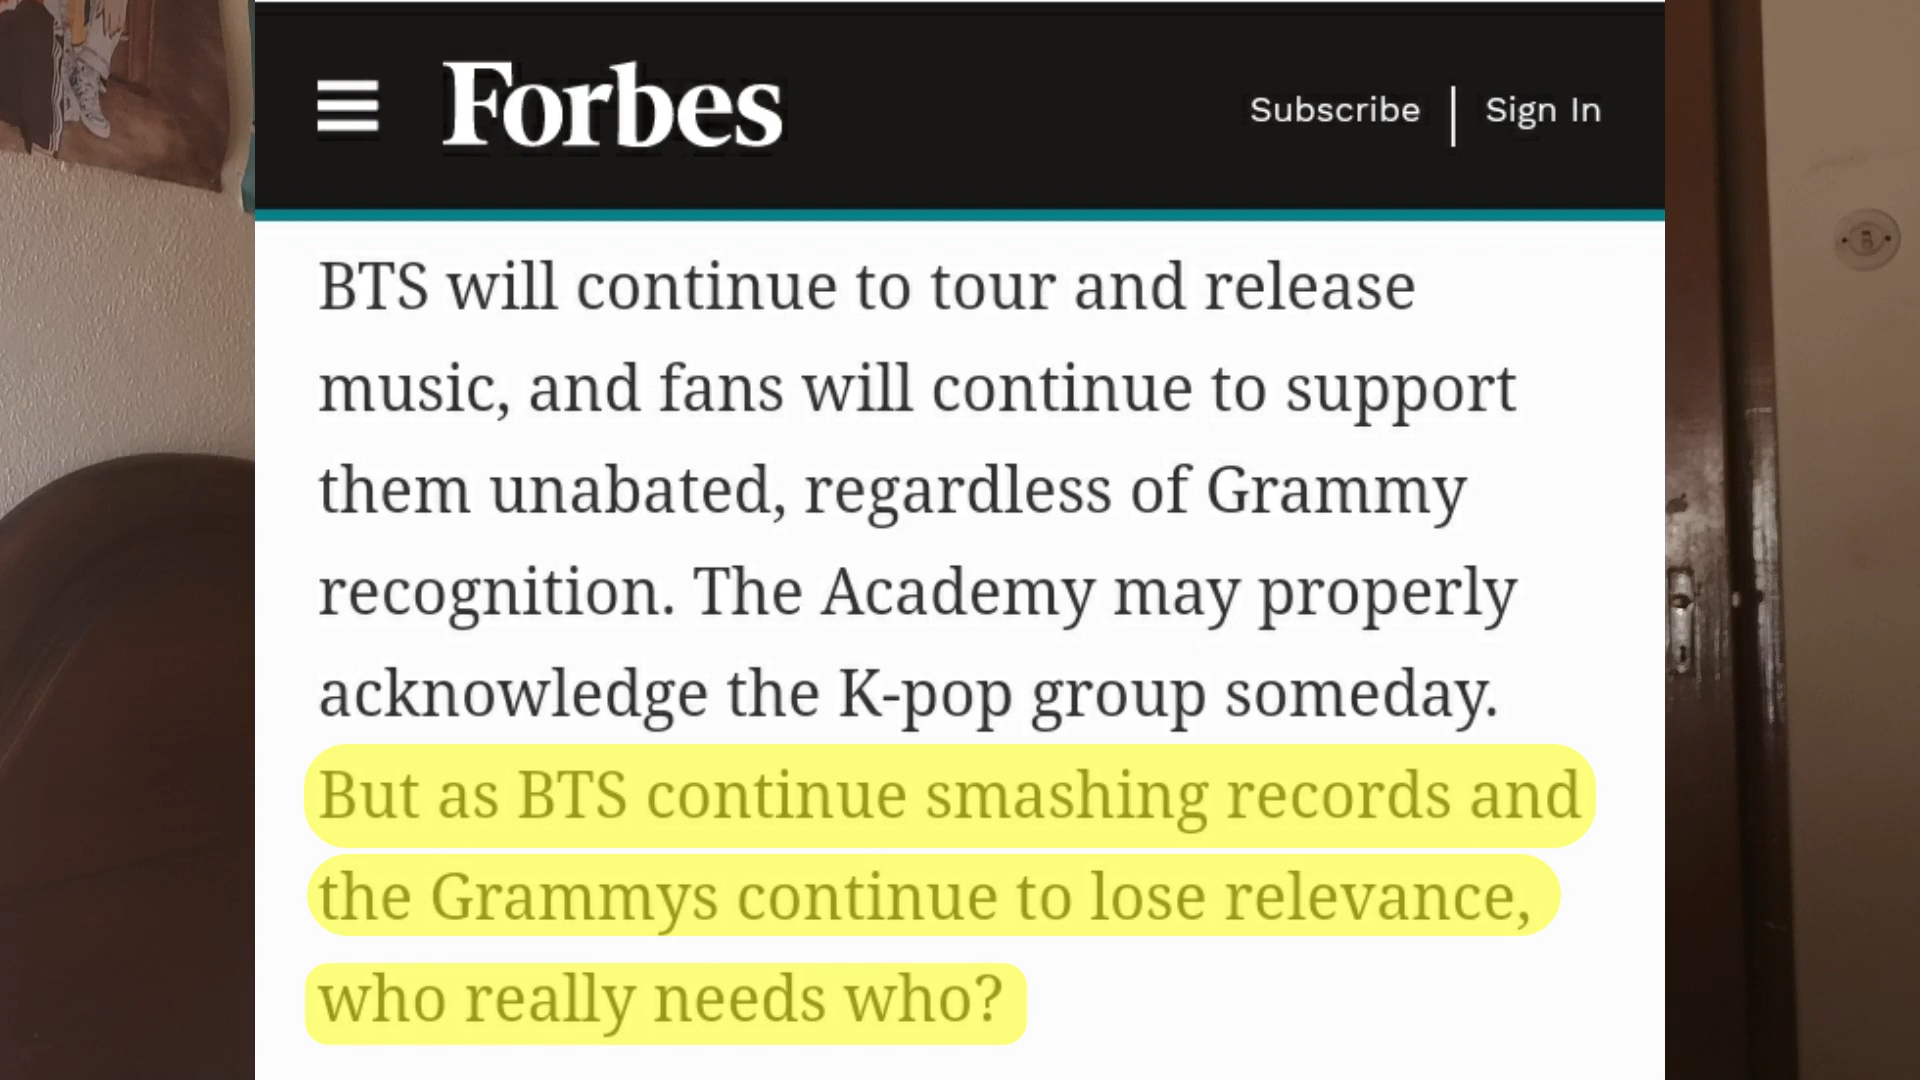 Forbes
Subscribe | Sign In
BTS will continue to tour and release
music, and fans will continue to support
them unabated, regardless of Grammy
recognition. The Academy may properly
acknowledge the K-pop group someday.
But as BTS continue smashing records and
the Grammys continue to lose relevance,
who really needs who?